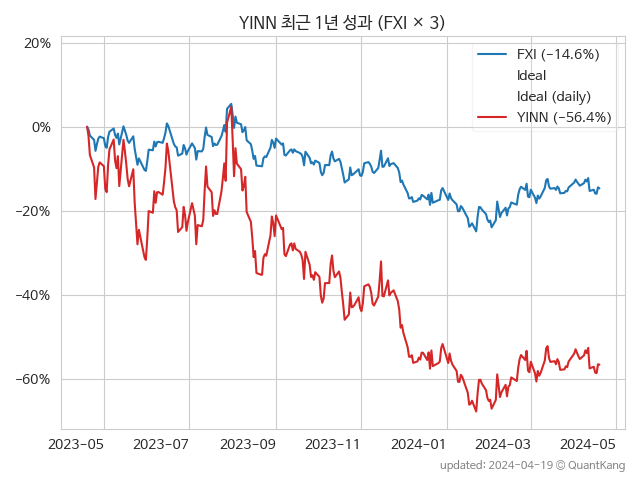 YINN 최근 1년 성과 (FXI × 3)
20%
0%
−20%
−40%
−60%
FXI (−14.6%)
Ideal
Ideal (daily)
YINN (−56.4%)
2023−05 2023−07 2023−09 2023−11 2024−01 2024−03 2024−05
updated: 2024−04−19 @ QuantKang